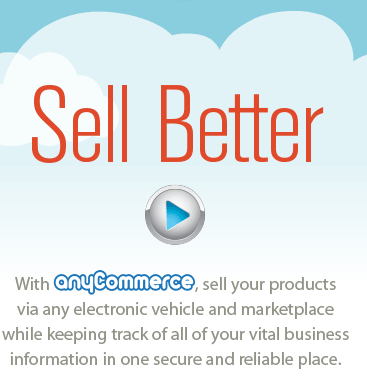 Sell Better
With anyCommerce, sell your products
via any electronic vehicle and marketplace
while keeping track of all of your vital business
information in one secure and reliable place.